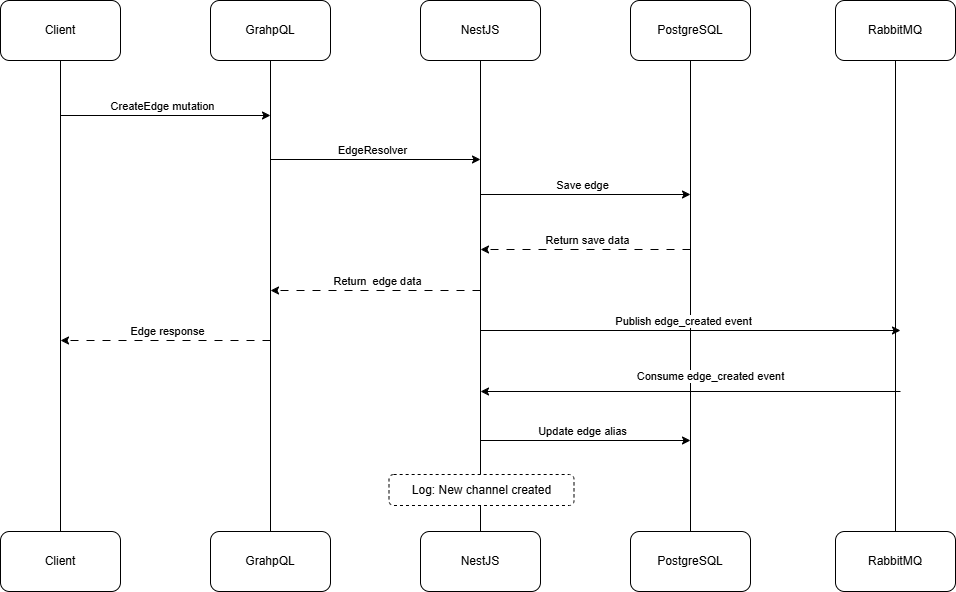 Client
GrahpQL
NestJS
PostgreSQL
RabbitMQ
CreateEdge mutation
EdgeResolver
Save edge
Return save data
Return  edge data
Publish edge_created event
Edge response
Consume edge_created event
Update edge alias
Log: New channel created
Client
GrahpQL
NestJS
PostgreSQL
RabbitMQ